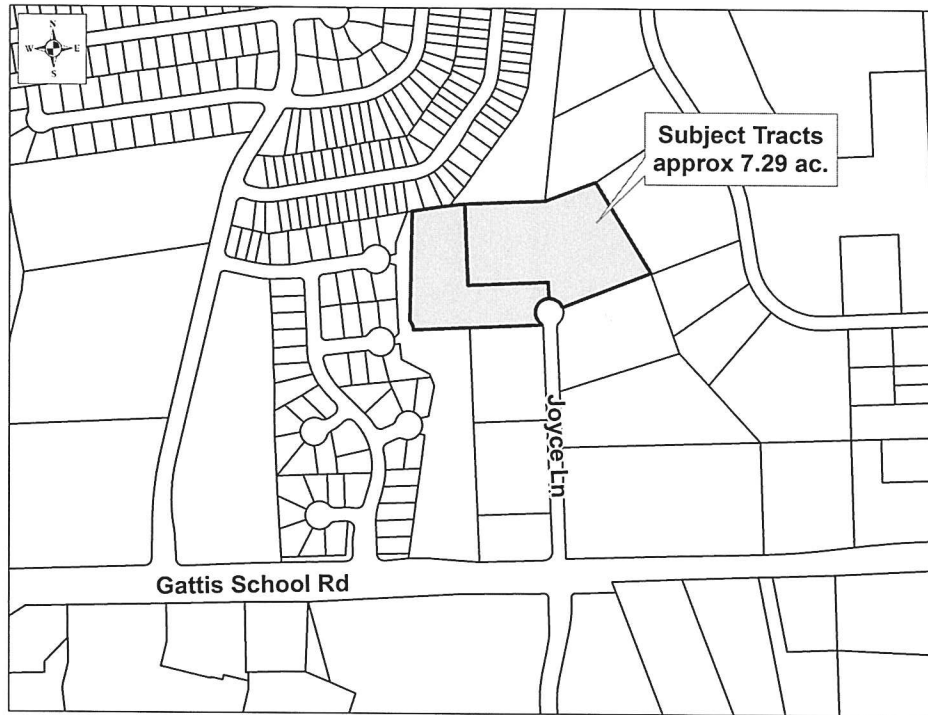 N
W E
S
Subject Tracts
approx 7.29 ac.
Joyce Ln
Gattis School Rd